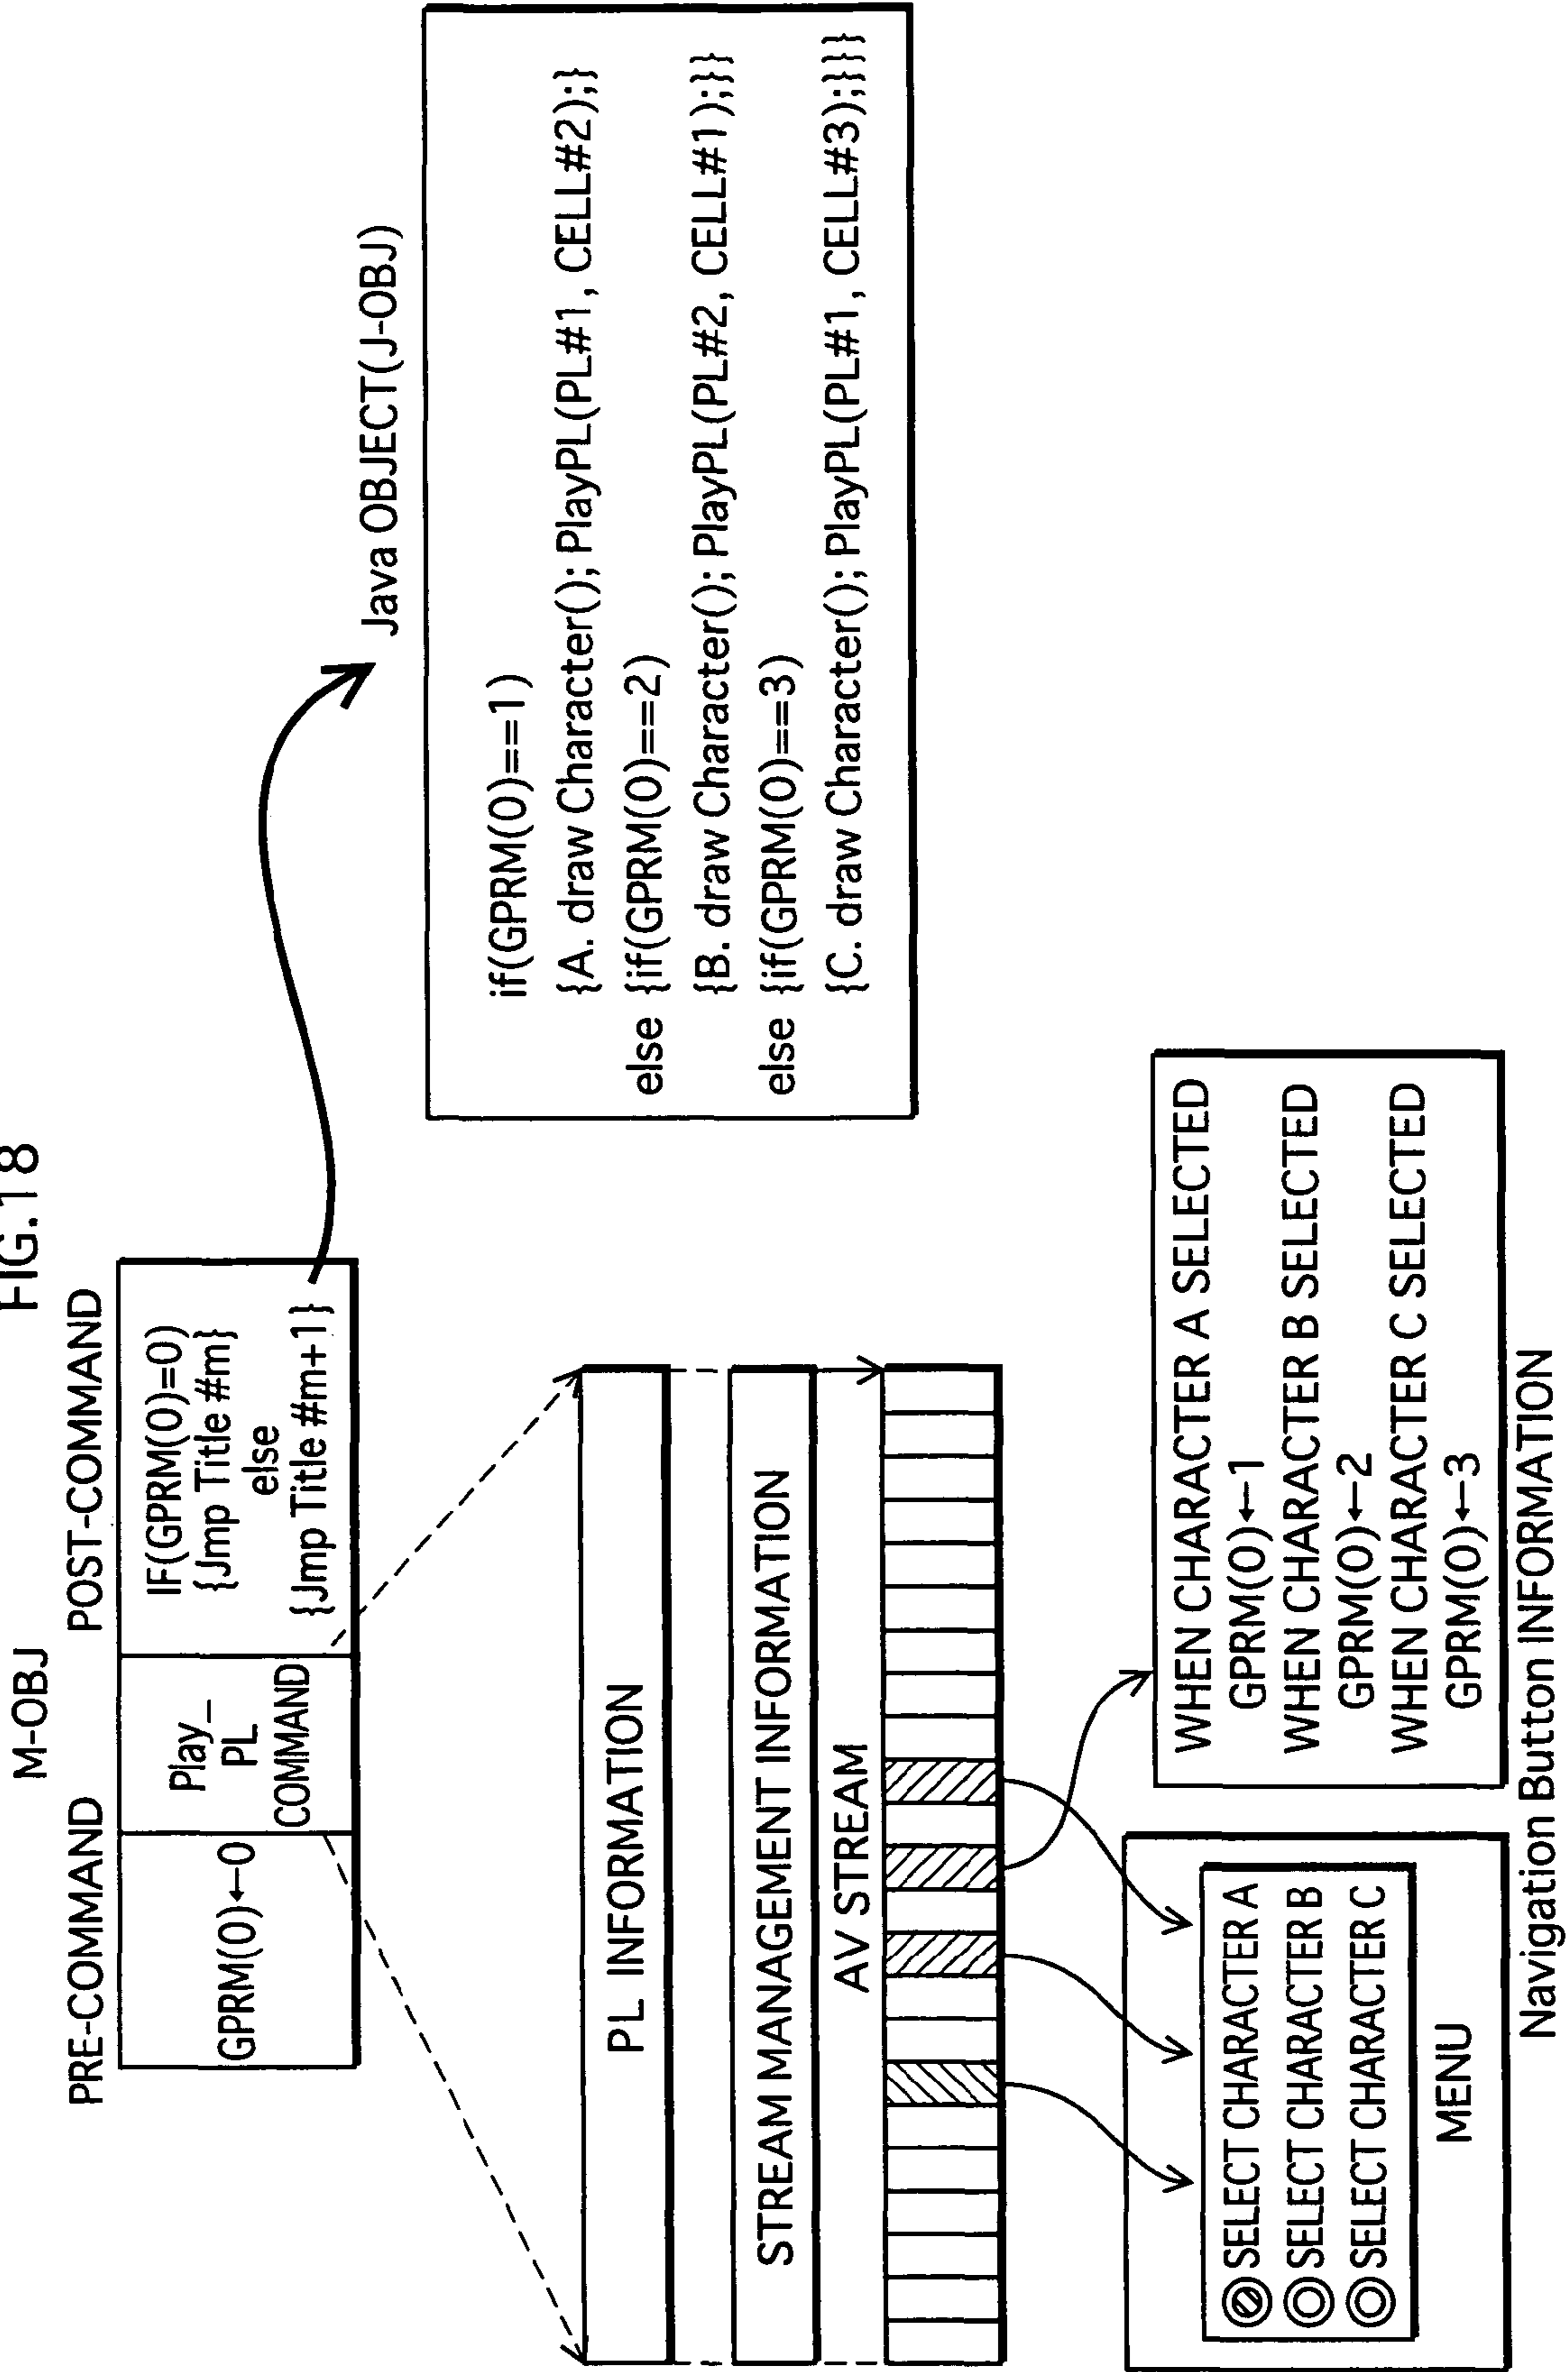 FIG.18
M-OBJ
PRE-COMMAND
POST-COMMAND
GPRM(0)←0
Play_
PL
COMMAND
IF(GPRM(0)=0)
{Jmp Title #m}
else
{Jmp Title #m+1}
Java OBJECT(J-OBJ)
if(GPRM(0)==1)
{A. draw Character(); PlayPL(PL#1, CELL#2);}
else {if(GPRM(0)==2)
{B. draw Character(); PlayPL(PL#2, CELL#1);}}
else {if(GPRM(0)==3)
{C. draw Character(); PlayPL(PL#1, CELL#3);}}}
PL INFORMATION
STREAM MANAGEMENT INFORMATION
AV STREAM
SELECT CHARACTER A
SELECT CHARACTER B
SELECT CHARACTER C
MENU
WHEN CHARACTER A SELECTED
GPRM(0)←1
WHEN CHARACTER B SELECTED
GPRM(0)←2
WHEN CHARACTER C SELECTED
GPRM(0)←3
Navigation Button INFORMATION